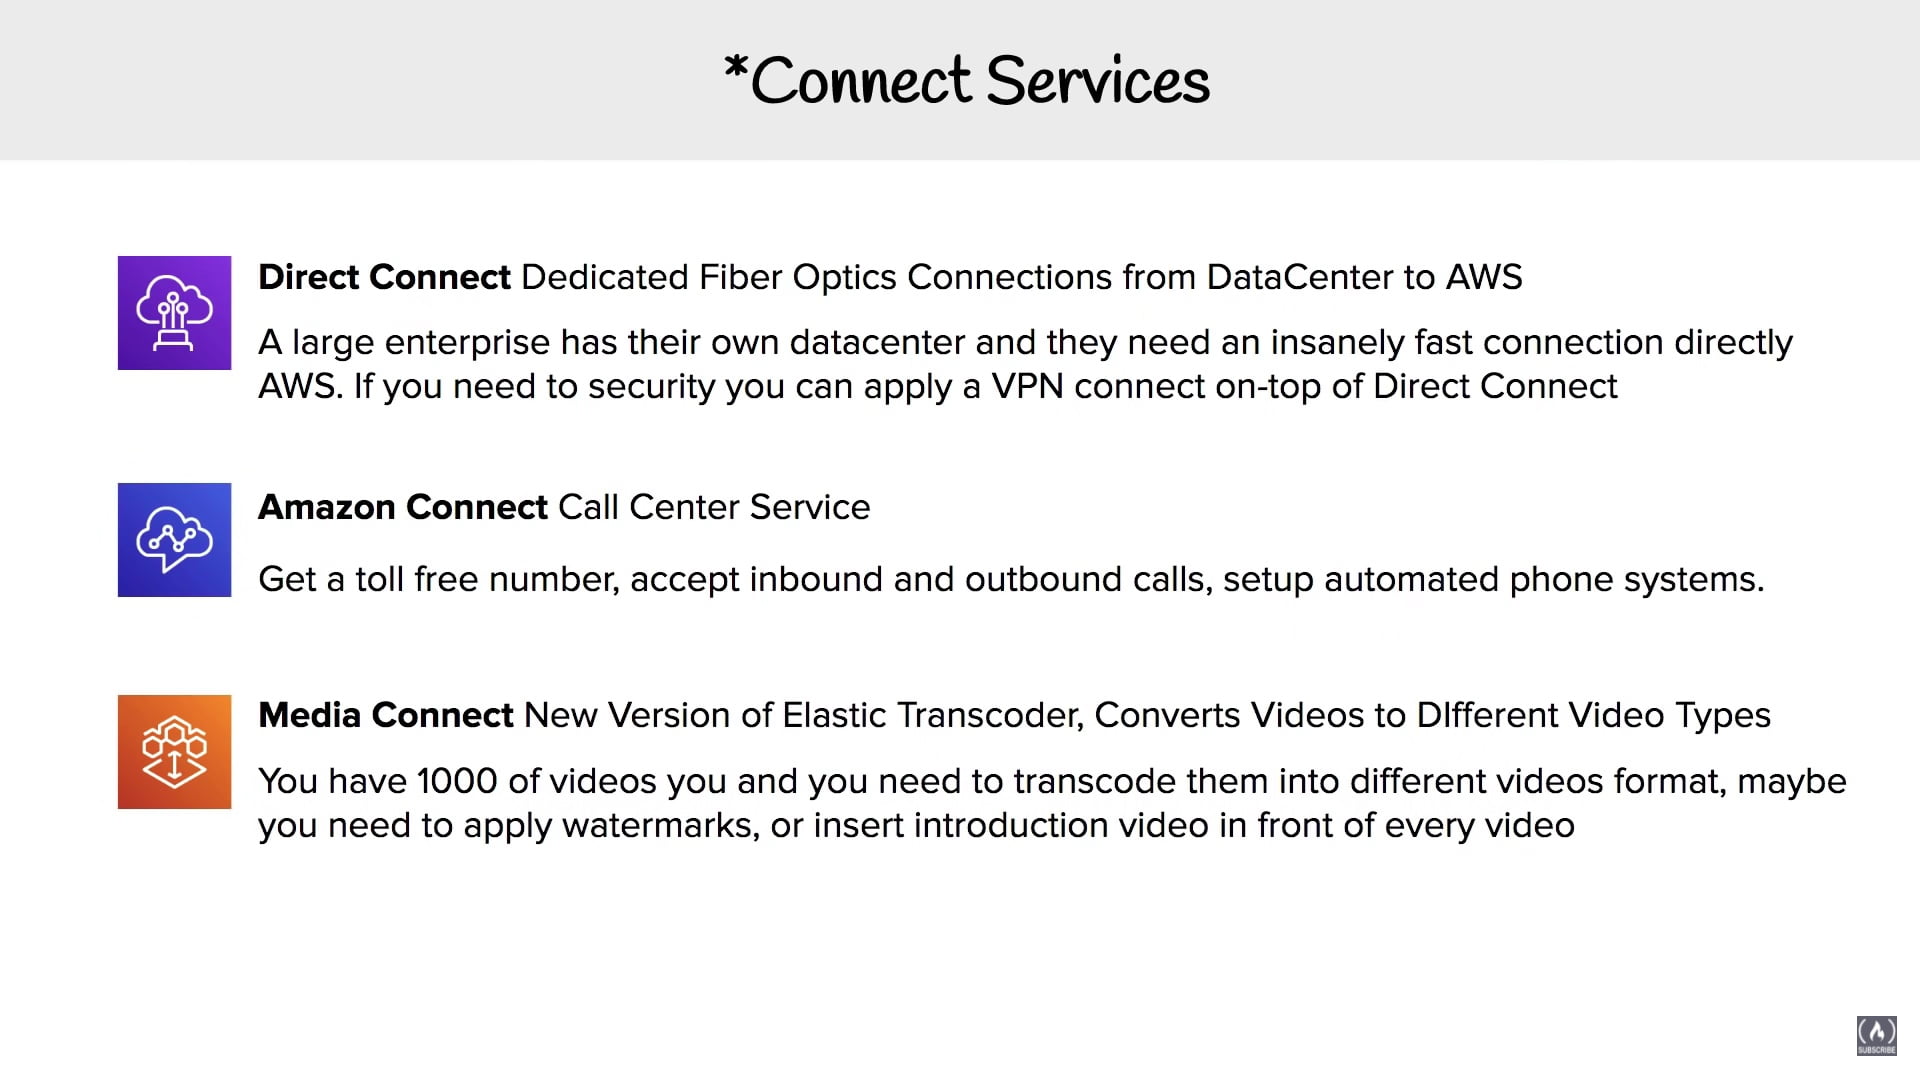 *Connect Services
Direct Connect Dedicated Fiber Optics Connections from DataCenter to AWS
A large enterprise has their own datacenter and they need an insanely fast connection directly
AWS. If you need to security you can apply a VPN connect on-top of Direct Connect
Amazon Connect Call Center Service
Get a toll free number, accept inbound and outbound calls, setup automated phone systems.
Media Connect New Version of Elastic Transcoder, Converts Videos to DIfferent Video Types
You have 1000 of videos you and you need to transcode them into different videos format, maybe
you need to apply watermarks, or insert introduction video in front of every video
SUBSCRIBE